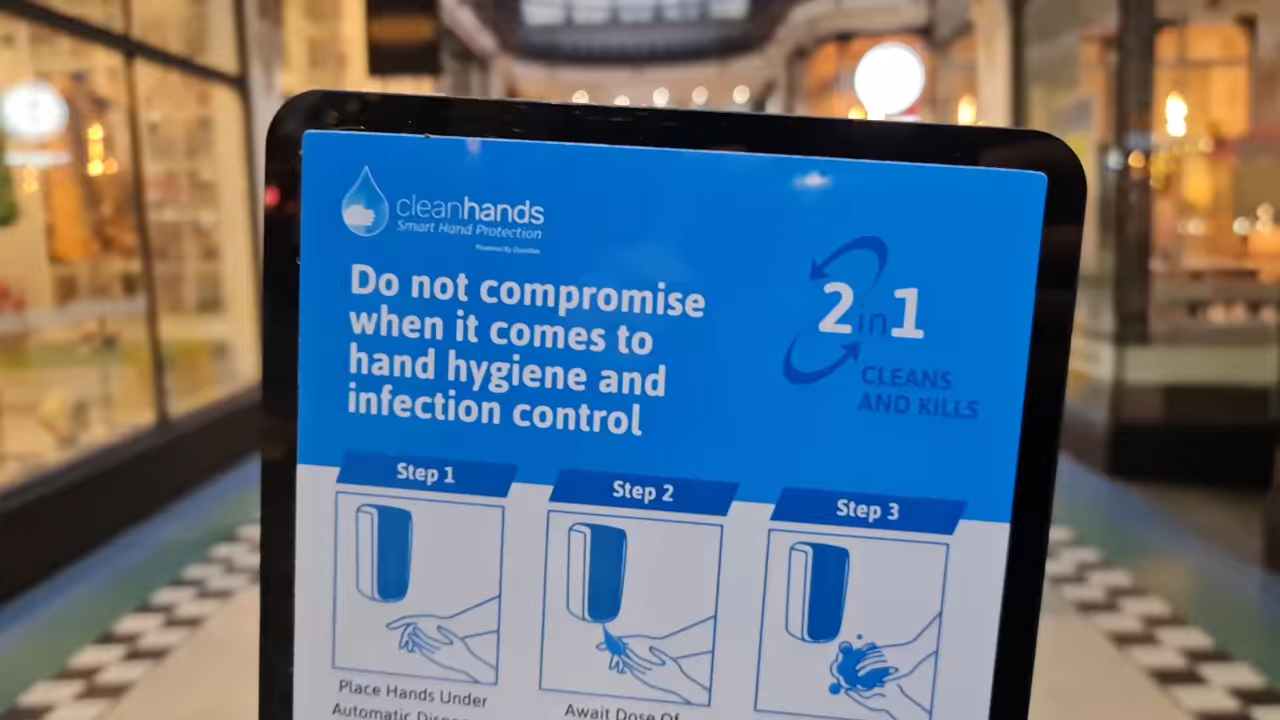 cleanhands
Smart Hand Protection
Do not compromise
when it comes to
hand hygiene and
infection control
2in1
CLEANS
AND KILLS
Step 1
Step 2
Step 3
Place Hands Under
Automatic
Await Dose Of